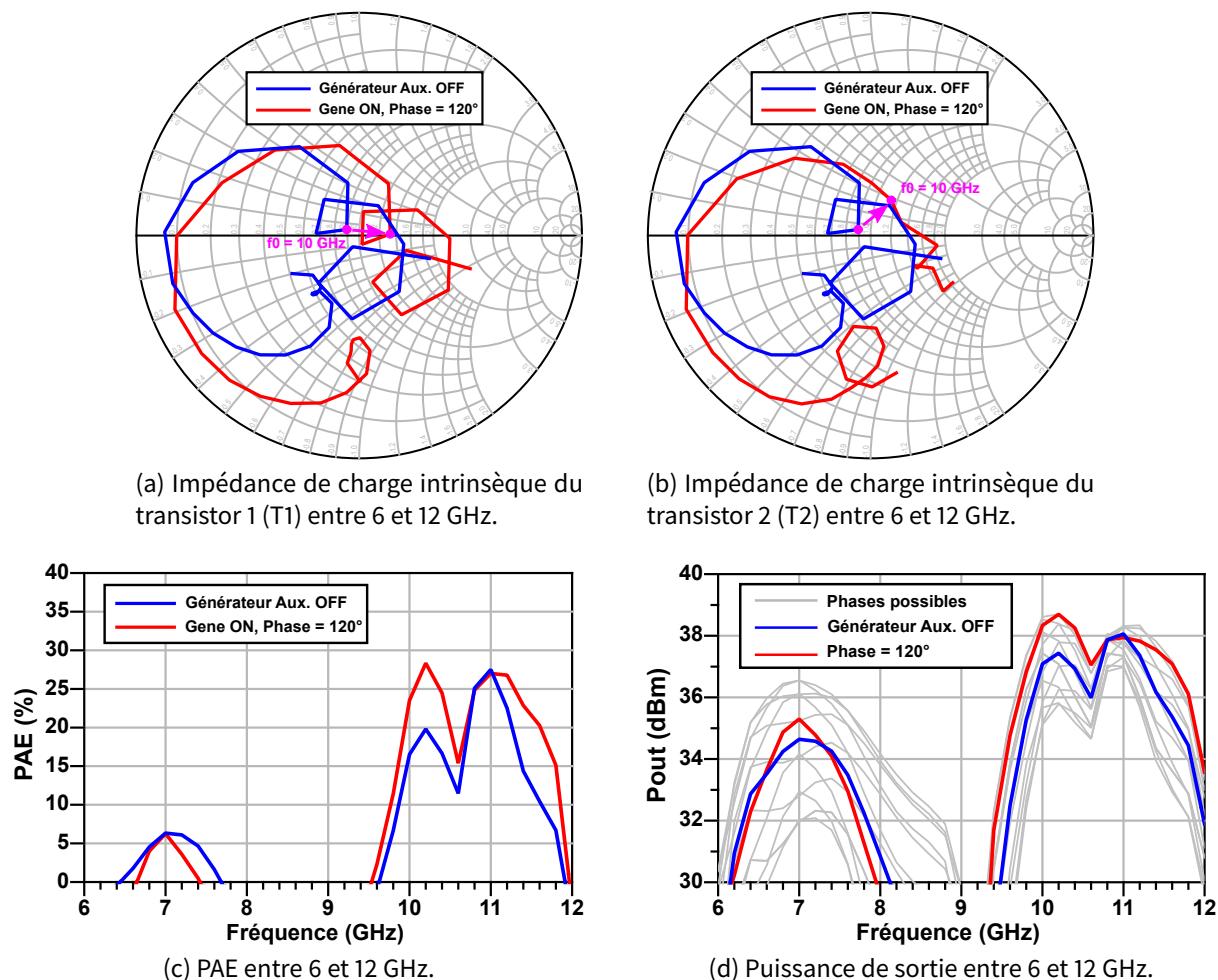 Générateur Aux. OFF
Gene ON, Phase = 120°
f0 = 10 GHz
Générateur Aux. OFF
Gene ON, Phase = 120°
f0 = 10 GHz
(a) Impédance de charge intrinsèque du
transistor 1 (T1) entre 6 et 12 GHz.
(b) Impédance de charge intrinsèque du
transistor 2 (T2) entre 6 et 12 GHz.
PAE (%)
40
35
30
25
20
15
10
5
0
Générateur Aux. OFF
Gene ON, Phase = 120°
6 7 8 9 10 11 12
Fréquence (GHz)
(c) PAE entre 6 et 12 GHz.
Pout (dBm)
40
38
36
34
32
30
Phases possibles
Générateur Aux. OFF
Phase = 120°
6 7 8 9 10 11 12
Fréquence (GHz)
(d) Puissance de sortie entre 6 et 12 GHz.